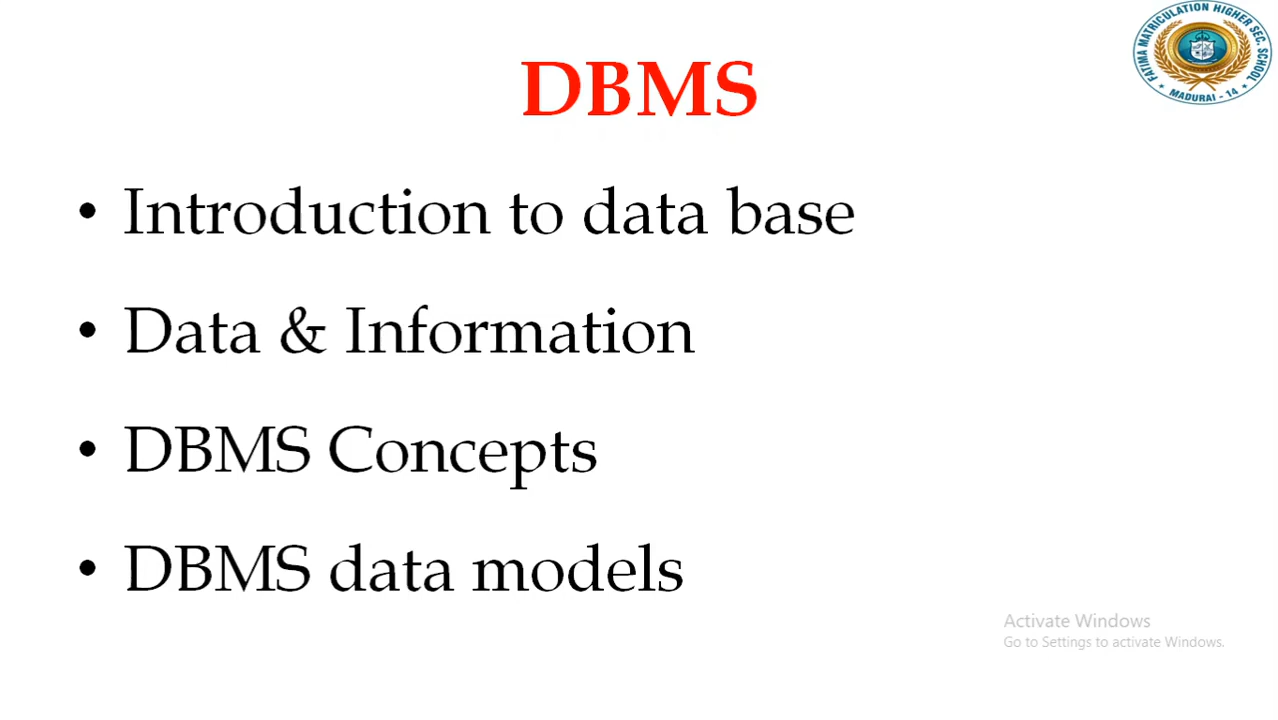 FATIMA MATRICULATION HIGHER SEC. SCHOOL
MADURAI - 14
DBMS
• Introduction to data base
• Data & Information
• DBMS Concepts
• DBMS data models
Activate Windows
Go to Settings to activate Windows.